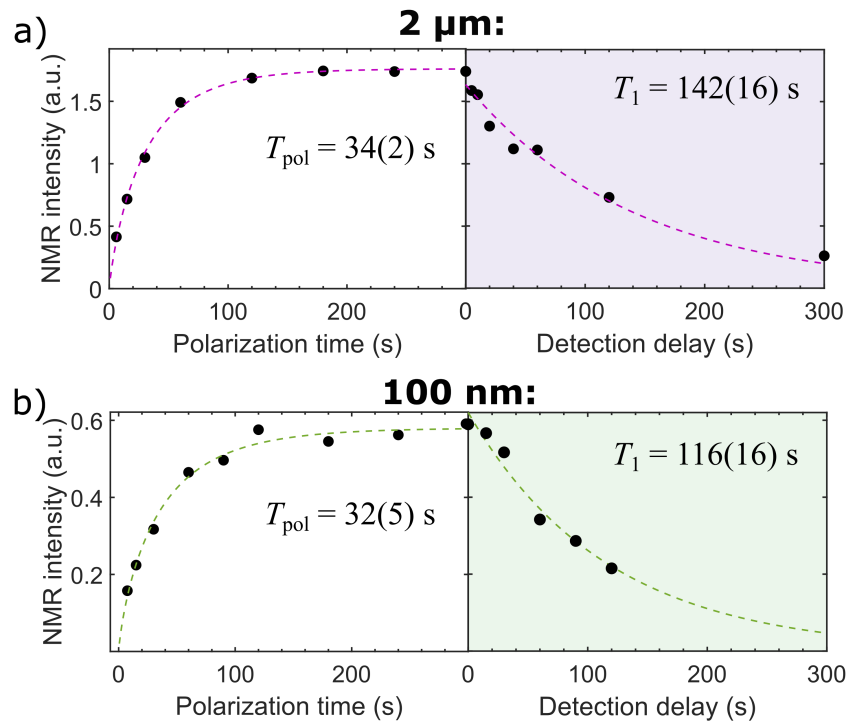 2 µm:
a)
NMR intensity (a.u.)
1.5
1
0.5
0
T_pol = 34(2) s
T_1 = 142(16) s
0 100 200
0 100 200 300
Polarization time (s)
Detection delay (s)
100 nm:
b)
NMR intensity (a.u.)
0.6
0.4
0.2
T_pol = 32(5) s
T_1 = 116(16) s
0 100 200
0 100 200 300
Polarization time (s)
Detection delay (s)